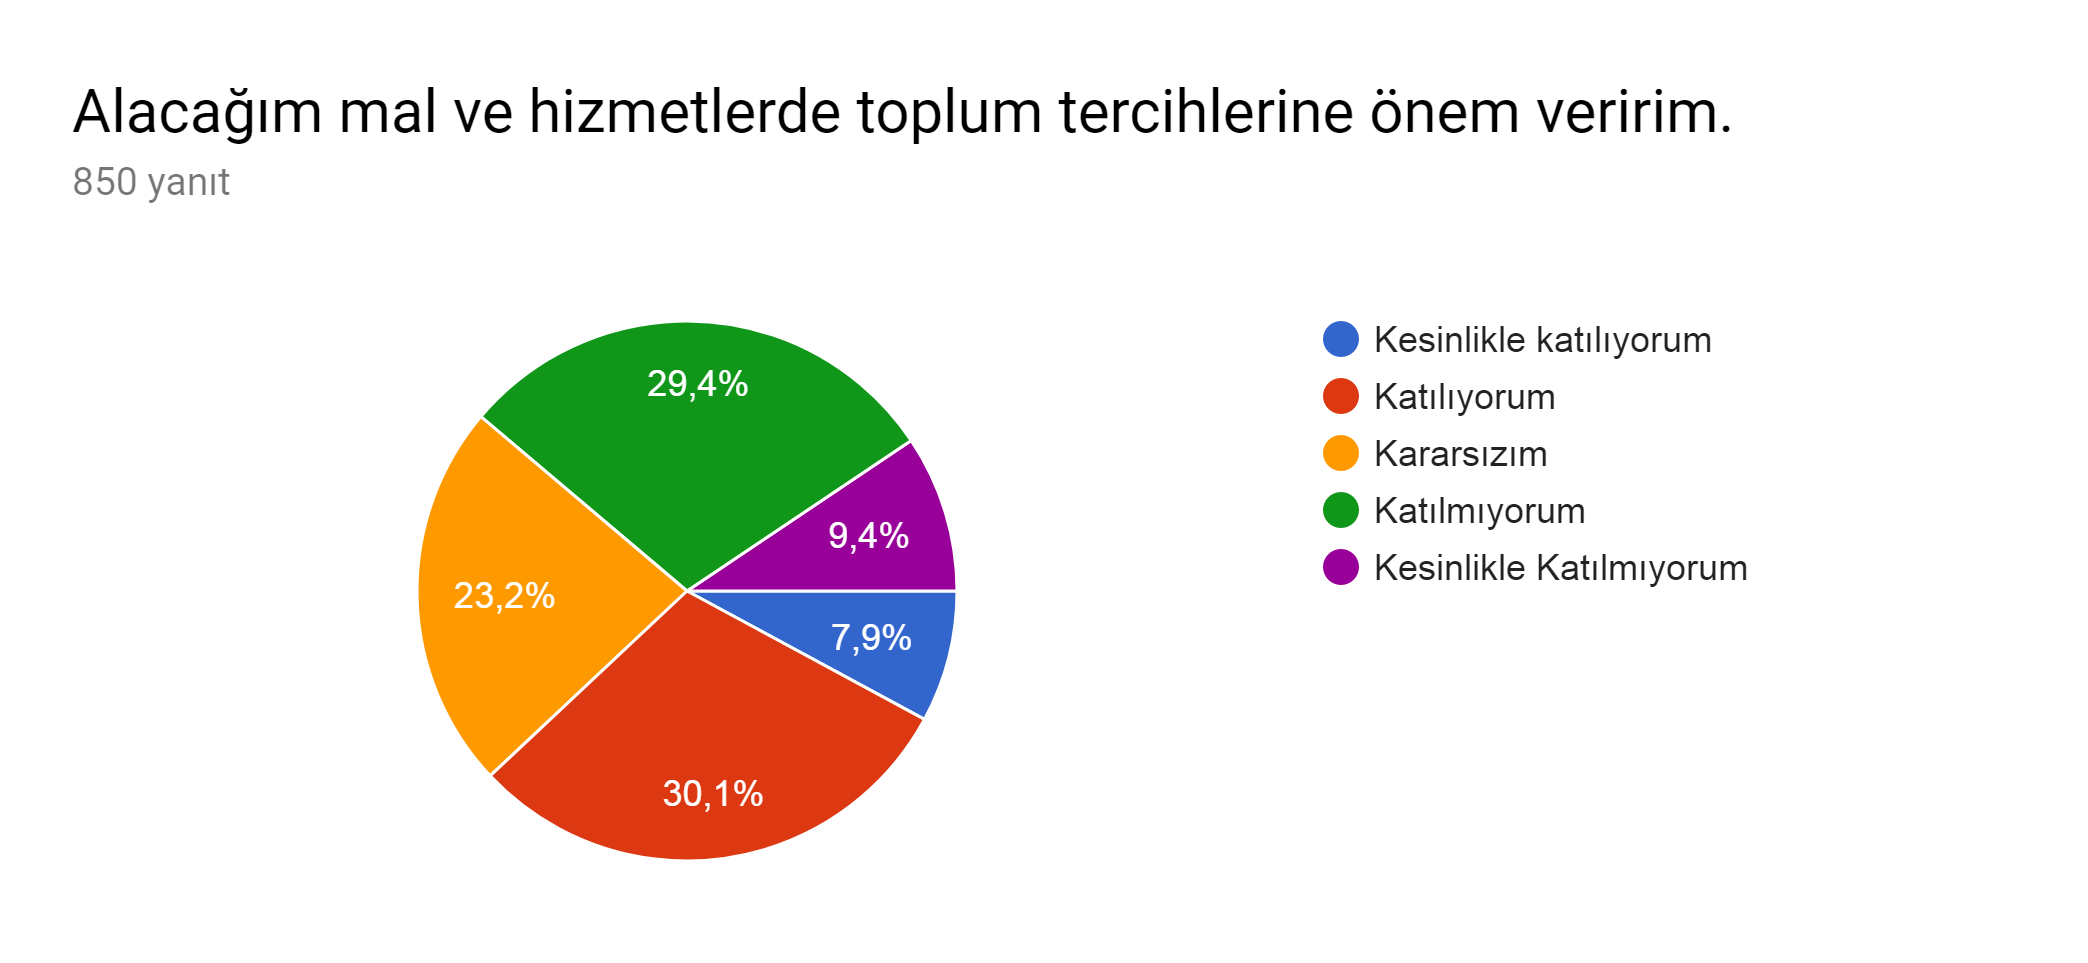 Alacağım mal ve hizmetlerde toplum tercihlerine önem veririm.
850 yanıt
29,4%
9,4%
23,2%
7,9%
30,1%
Kesinlikle katılıyorum
Katılıyorum
Kararsızım
Katılmıyorum
Kesinlikle Katılmıyorum